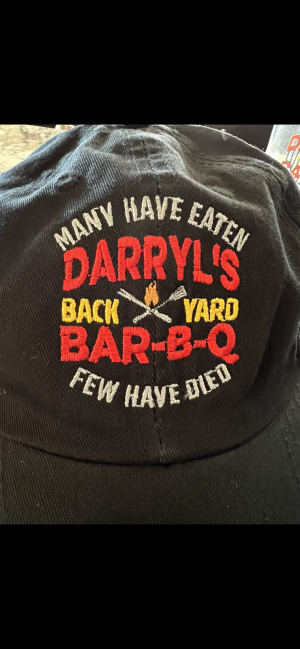 MANY HAVE EATEN
DARRYL'S
BACK YARD
BAR-B-Q
FEW HAVE DIED